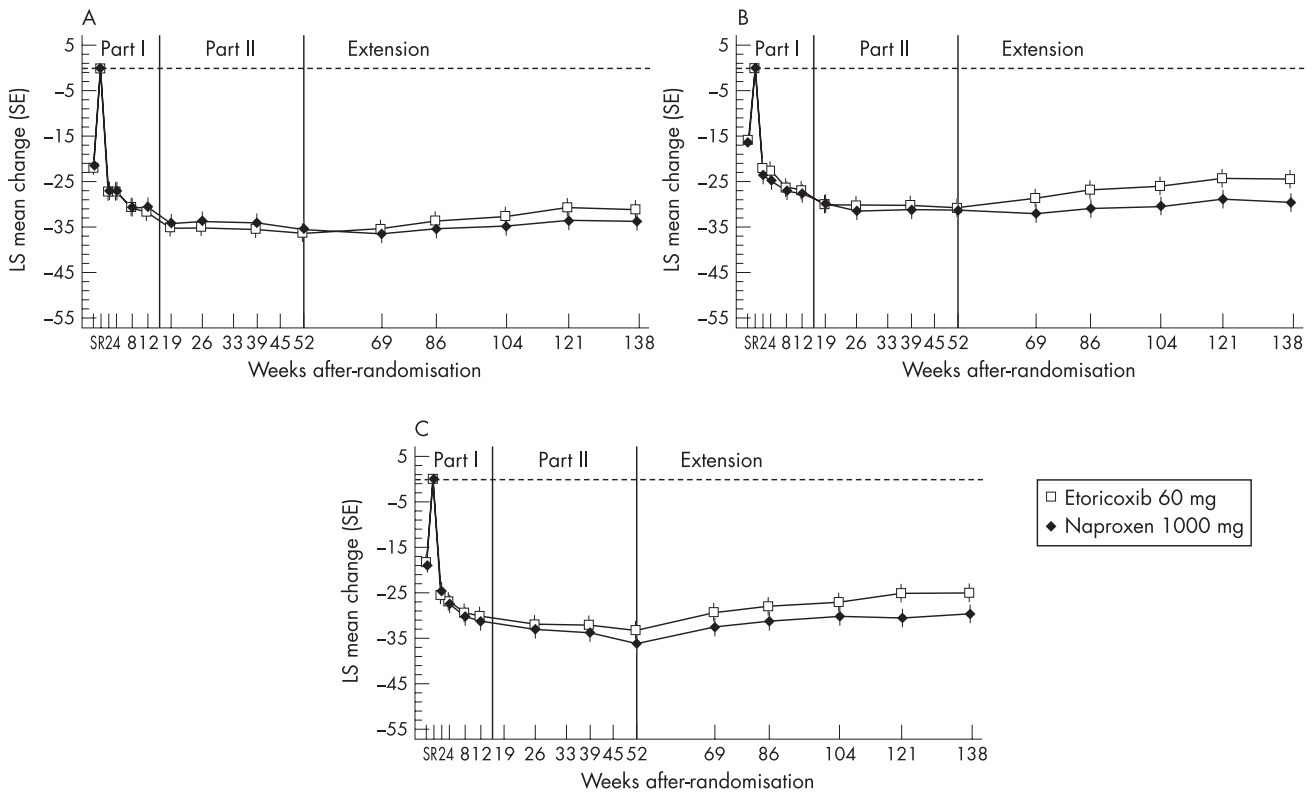 A
Part I Part II Extension
5
−5
−15
−25
−35
−45
−55
LS mean change (SE)
SR24 812 19 26 33 39 45 52 69 86 104 121 138
Weeks after-randomisation
B
Part I Part II Extension
5
−5
−15
−25
−35
−45
−55
LS mean change (SE)
SR24 812 19 26 33 39 45 52 69 86 104 121 138
Weeks after-randomisation
C
Part I Part II Extension
5
−5
−15
−25
−35
−45
−55
LS mean change (SE)
SR24 812 19 26 33 39 45 52 69 86 104 121 138
Weeks after-randomisation
Etoricoxib 60 mg
Naproxen 1000 mg